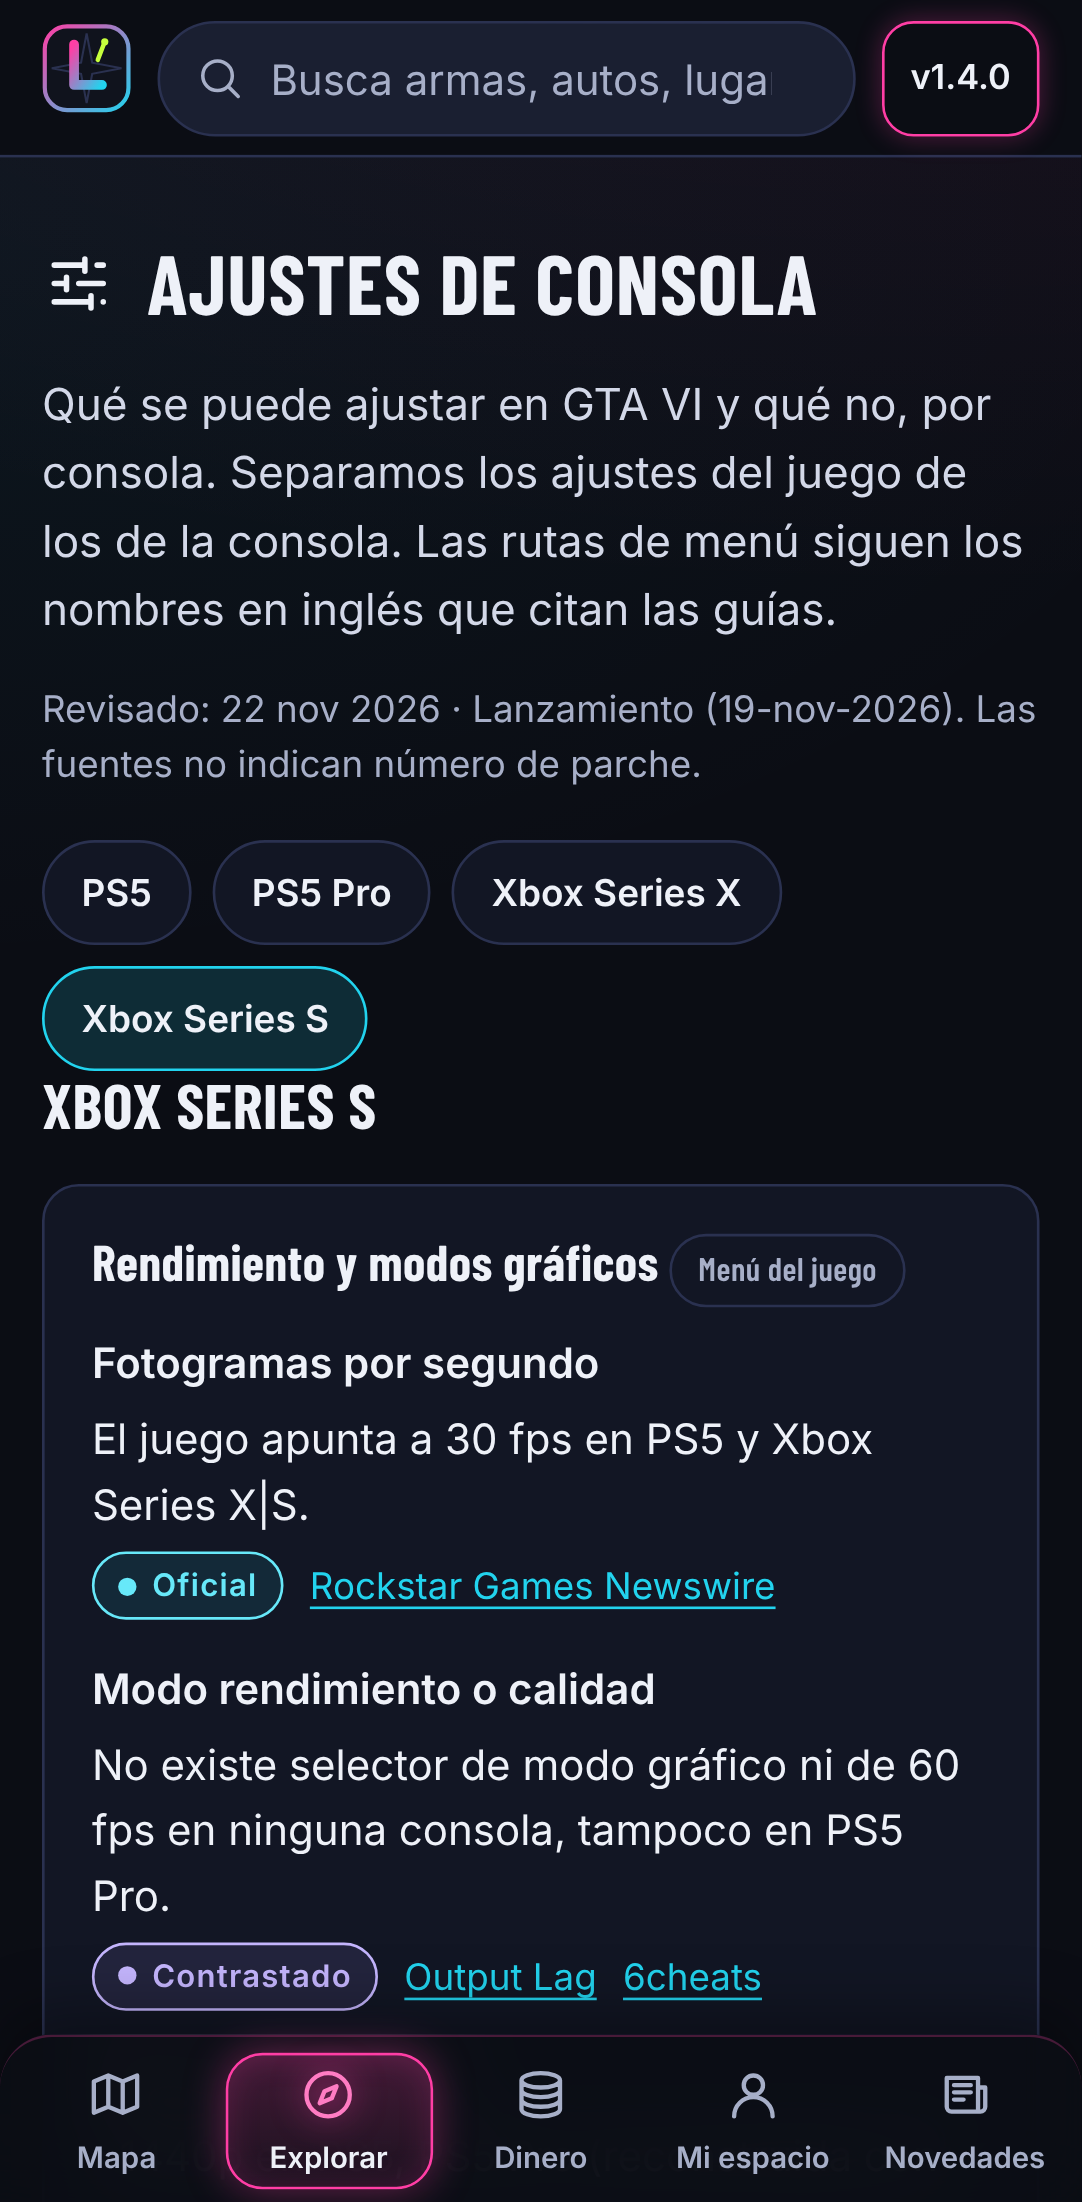 Busca armas, autos, luga
v1.4.0
AJUSTES DE CONSOLA
Qué se puede ajustar en GTA VI y qué no, por
consola. Separamos los ajustes del juego de
los de la consola. Las rutas de menú siguen los
nombres en inglés que citan las guías.
Revisado: 22 nov 2026 · Lanzamiento (19-nov-2026). Las
fuentes no indican número de parche.
PS5 PS5 Pro Xbox Series X
Xbox Series S
XBOX SERIES S
Rendimiento y modos gráficos Menú del juego
Fotogramas por segundo
El juego apunta a 30 fps en PS5 y Xbox
Series X|S.
Oficial Rockstar Games Newswire
Modo rendimiento o calidad
No existe selector de modo gráfico ni de 60
fps en ninguna consola, tampoco en PS5
Pro.
Contrastado Output Lag 6cheats
Mapa Explorar Dinero Mi espacio Novedades